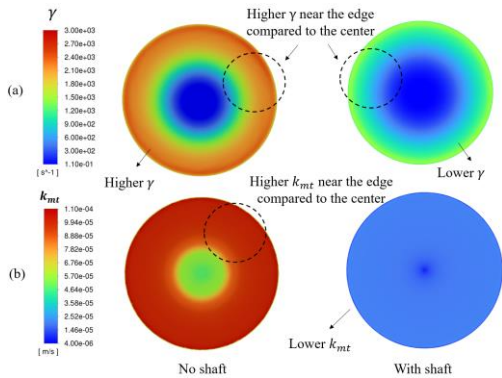 γ
3.00e+03
2.70e+03
2.40e+03
2.10e+03
1.80e+03
1.50e+03
1.20e+03
9.00e+02
6.00e+02
3.00e+02
1.10e-01
[ s^-1 ]
(a)
Higher γ near the edge
compared to the center
Higher γ
Lower γ
k_mt
1.10e-04
9.94e-05
8.88e-05
7.82e-05
6.76e-05
5.70e-05
4.64e-05
3.58e-05
2.52e-05
1.46e-05
4.00e-06
[ m/s ]
(b)
Higher k_mt near the edge
compared to the center
Lower k_mt
No shaft
With shaft